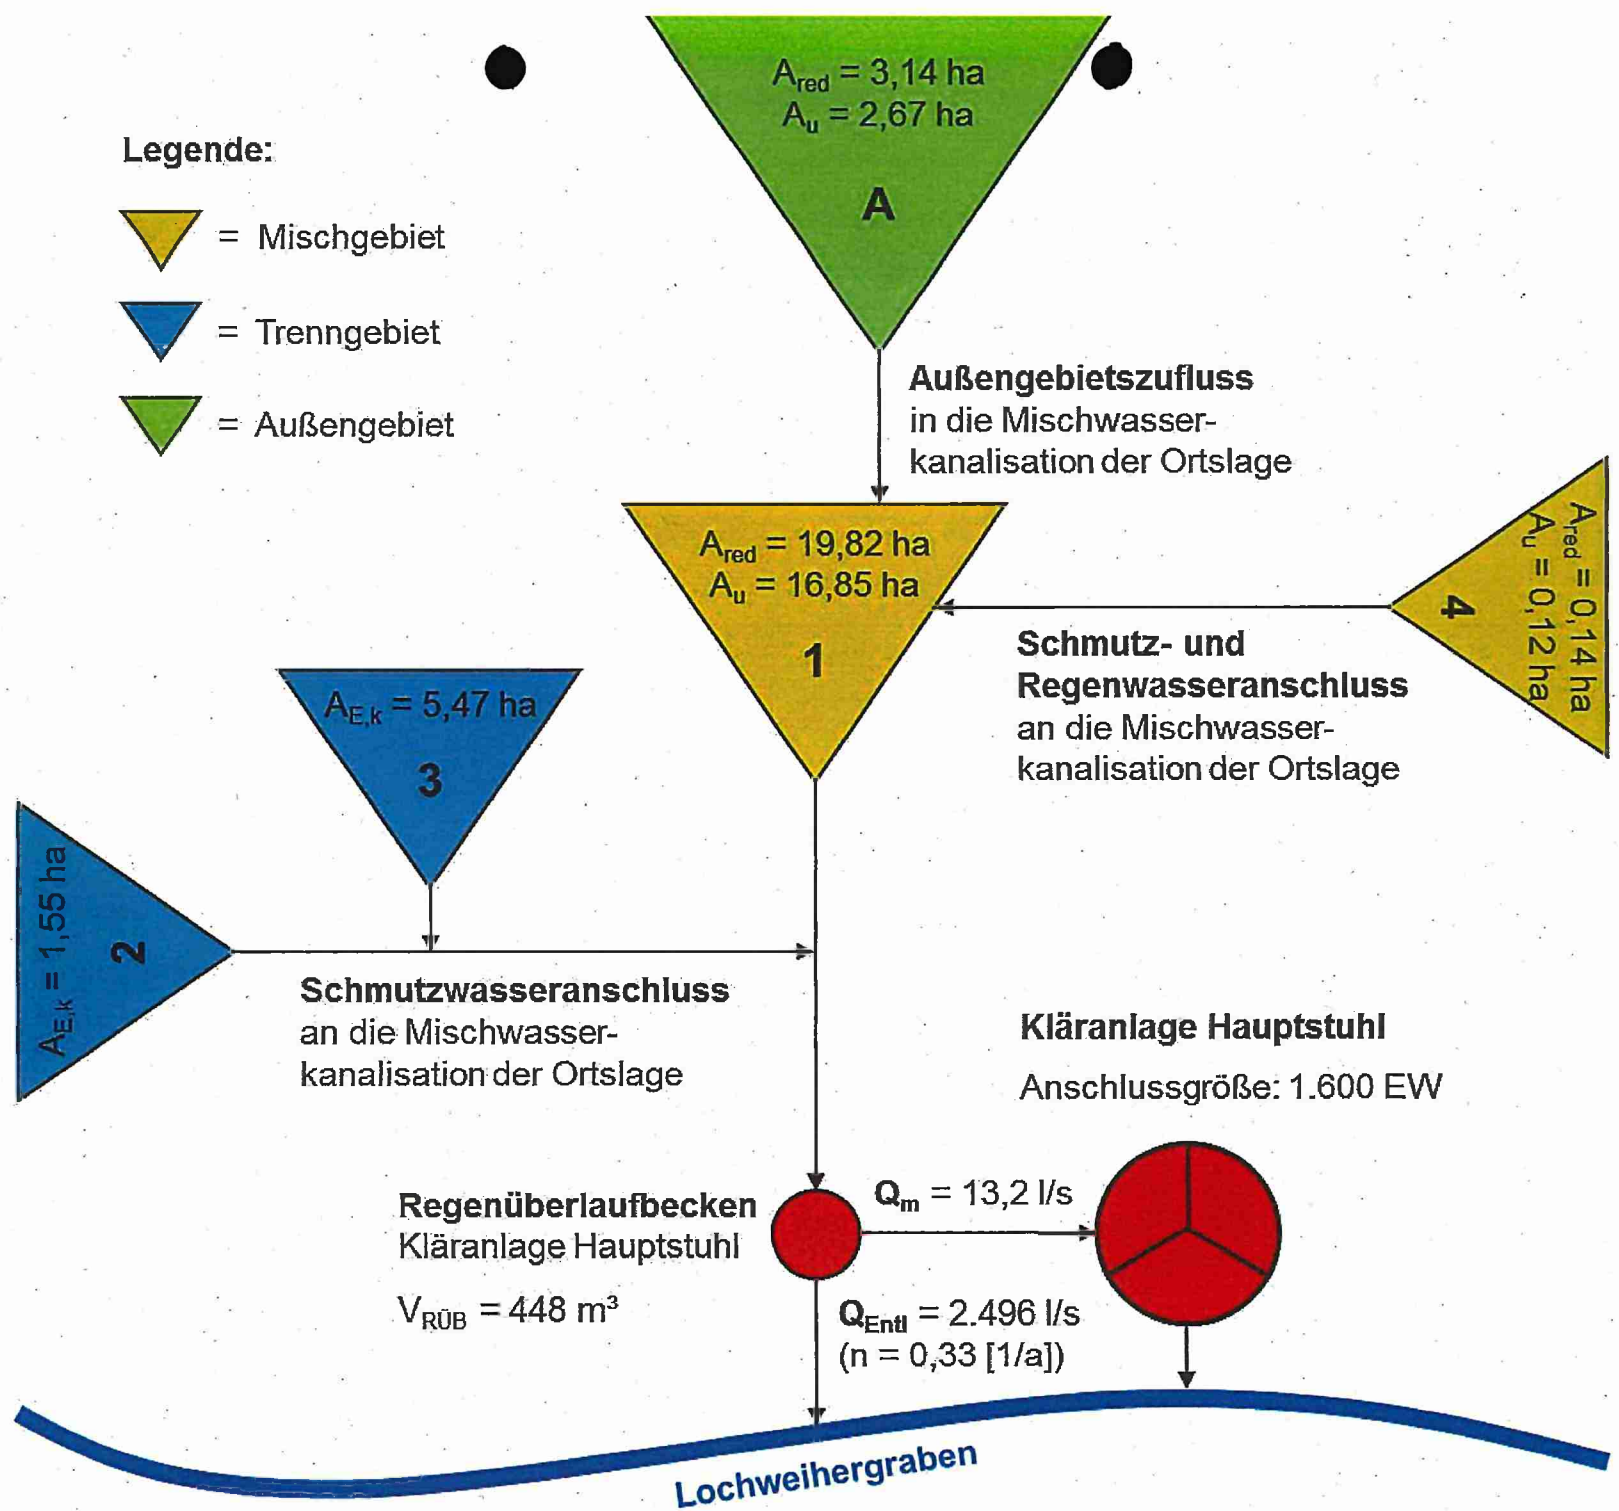 A_red = 3,14 ha
A_u = 2,67 ha
A
Legende:
= Mischgebiet
= Trenngebiet
= Außengebiet
Außengebietszufluss
in die Mischwasser-
kanalisation der Ortslage
A_red = 19,82 ha
A_u = 16,85 ha
1
A_red = 0,14 ha
A_u = 0,12 ha
4
Schmutz- und
Regenwasseranschluss
an die Mischwasser-
kanalisation der Ortslage
A_E,k = 5,47 ha
3
A_E,k = 1,55 ha
2
Schmutzwasseranschluss
an die Mischwasser-
kanalisation der Ortslage
Kläranlage Hauptstuhl
Anschlussgröße: 1.600 EW
Regenüberlaufbecken
Kläranlage Hauptstuhl
V_RÜB = 448 m³
Q_m = 13,2 l/s
Q_Entl = 2.496 l/s
(n = 0,33 [1/a])
Lochweihergraben